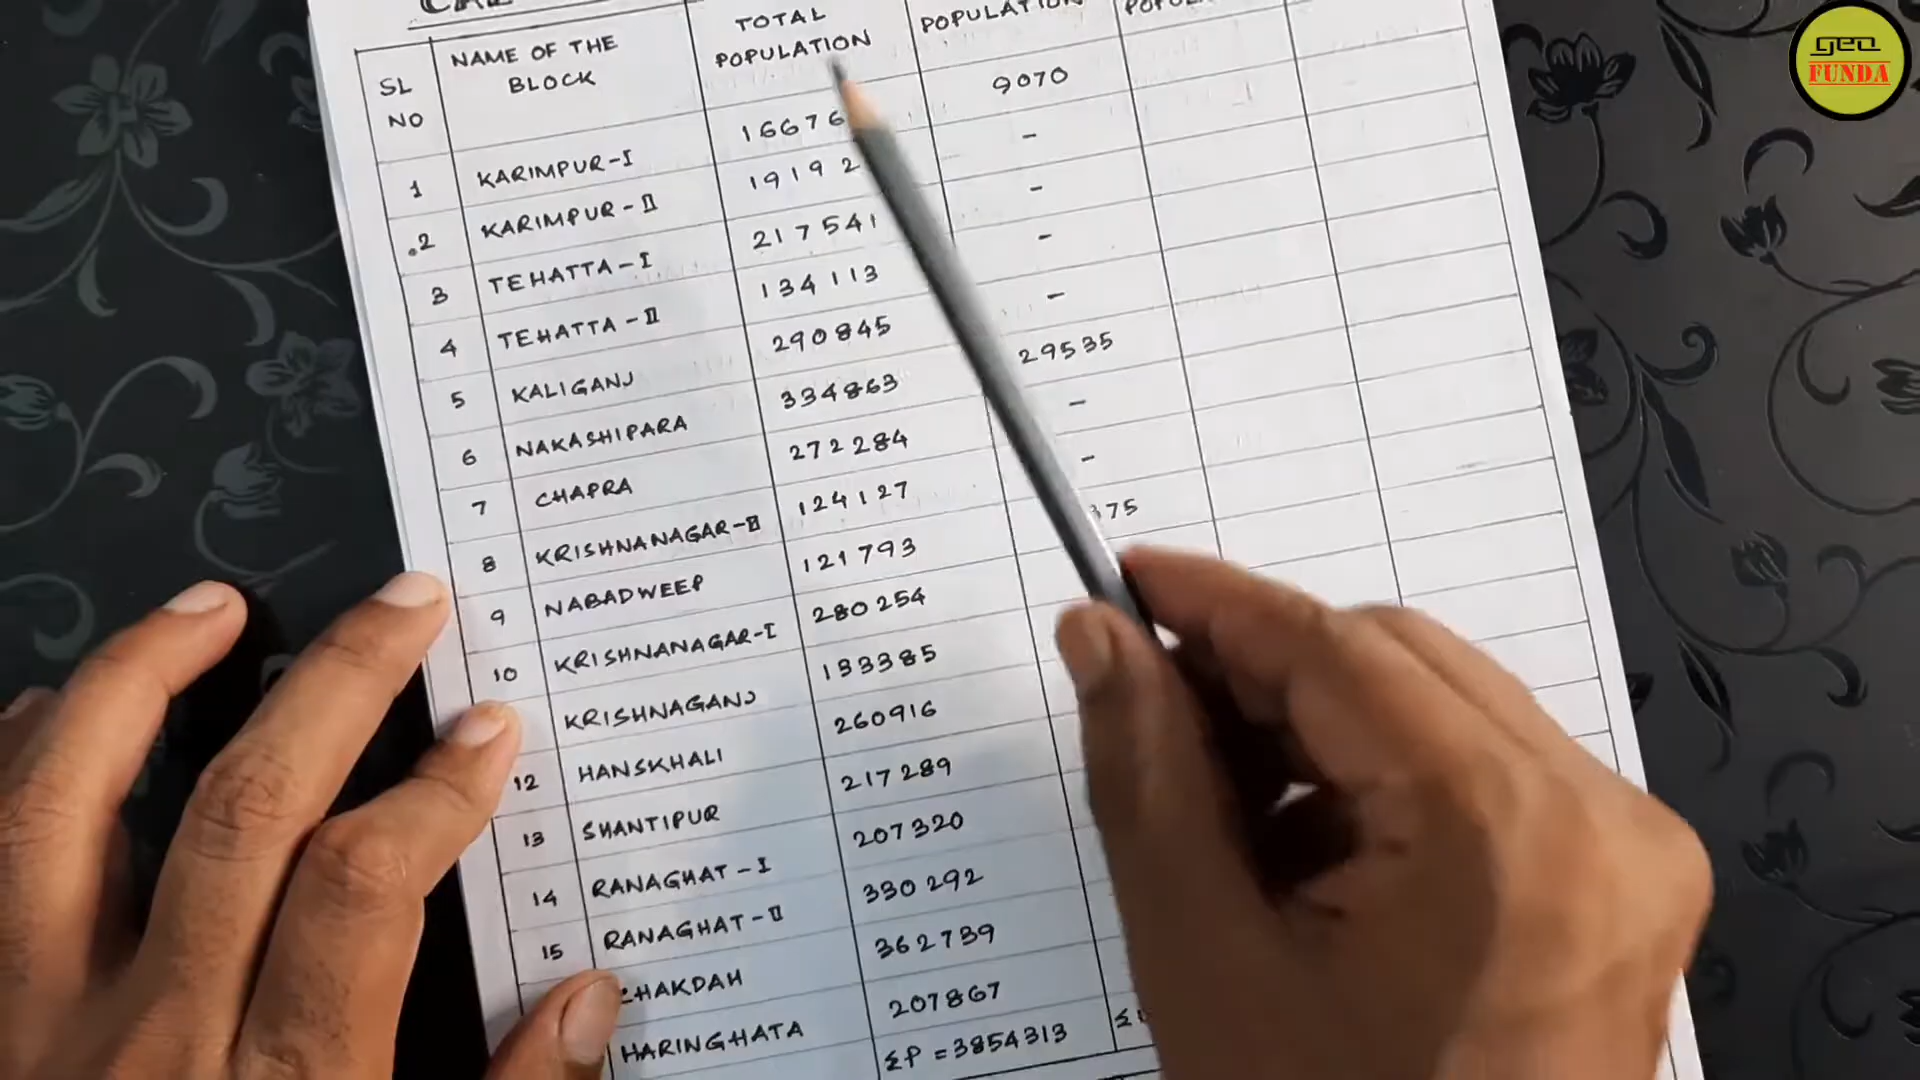 SL NO NAME OF THE BLOCK TOTAL POPULATION POPULATION
1 KARIMPUR-I 16676 9070
2 KARIMPUR-II 1919 2 -
3 TEHATTA-I 217541 -
4 TEHATTA-II 134113 -
5 KALIGANJ 290845 -
6 NAKASHIPARA 334863 29535
7 CHAPRA 272284 -
8 KRISHNANAGAR-II 124127 -
9 NABADWEEP 121793 375
10 KRISHNANAGAR-I 280254
KRISHNAGANJ 133385
12 HANSKHALI 260916
13 SHANTIPUR 217289
14 RANAGHAT-I 207320
15 RANAGHAT-II 330292
CHAKDAH 362739
HARINGHATA 207867
ΣP = 3854313
geo
FUNDA